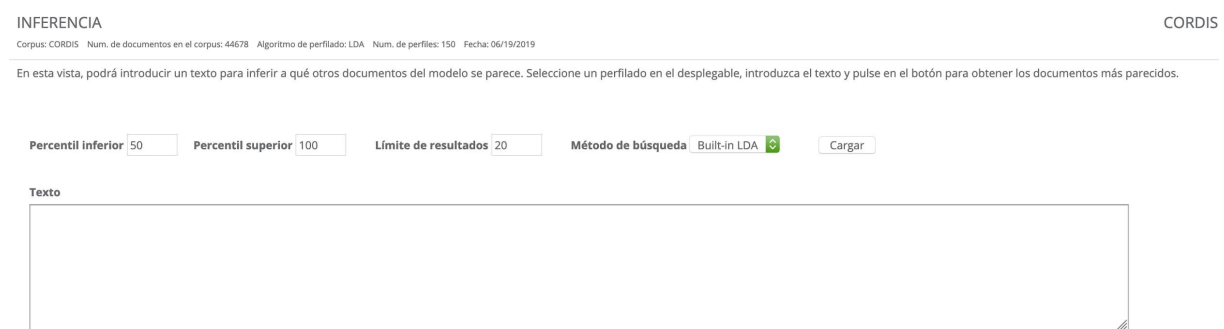 INFERENCIA CORDIS
Corpus: CORDIS Num. de documentos en el corpus: 44678 Algoritmo de perfilado: LDA Num. de perfiles: 150 Fecha: 06/19/2019
En esta vista, podrá introducir un texto para inferir a qué otros documentos del modelo se parece. Seleccione un perfilado en el desplegable, introduzca el texto y pulse en el botón para obtener los documentos más parecidos.
Percentil inferior 50 Percentil superior 100 Límite de resultados 20 Método de búsqueda Built-in LDA Cargar
Texto